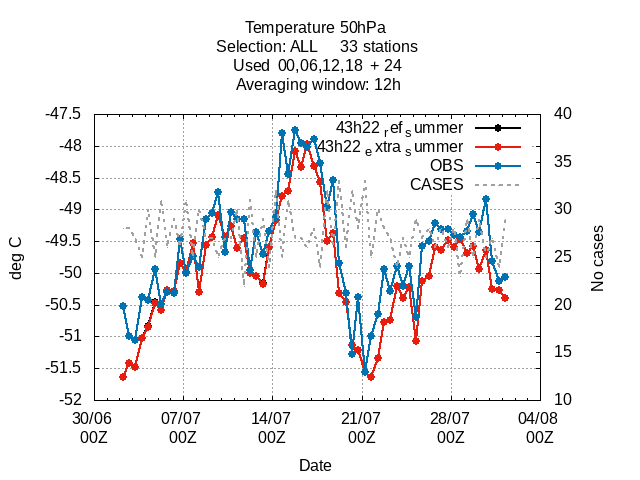 Temperature 50hPa
Selection: ALL 33 stations
Used 00,06,12,18 + 24
Averaging window: 12h
43h22 refsummer
43h22 extrasummer
OBS
CASES
deg C
-47.5
-48
-48.5
-49
-49.5
-50
-50.5
-51
-51.5
-52
No cases
40
35
30
25
20
15
10
30/06 07/07 14/07 21/07 28/07 04/08
00Z 00Z 00Z 00Z 00Z 00Z
Date